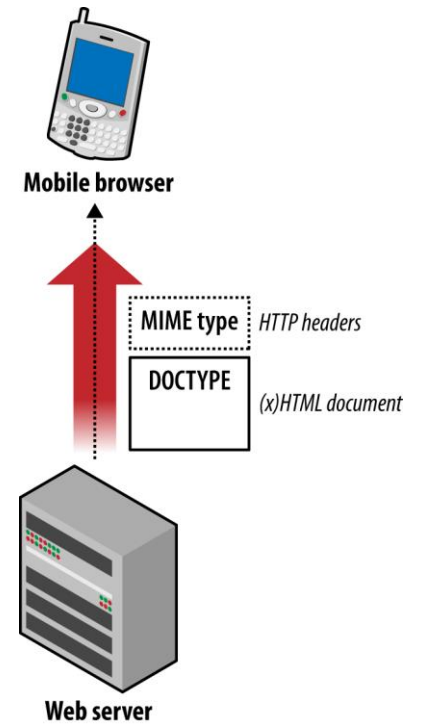 Mobile browser
MIME type
HTTP headers
DOCTYPE
(x)HTML document
Web server